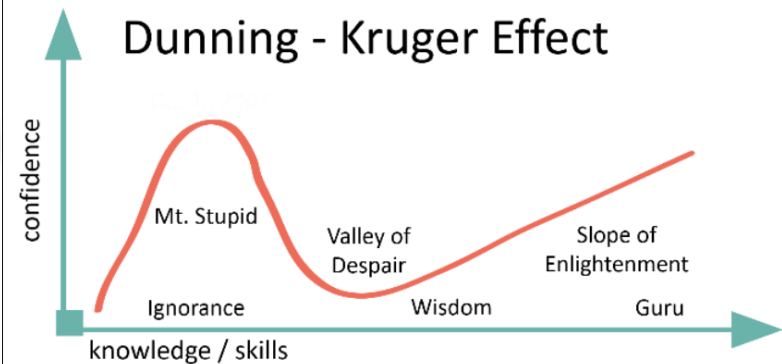 Dunning - Kruger Effect
confidence
Mt. Stupid
Valley of
Despair
Slope of
Enlightenment
Ignorance
Wisdom
Guru
knowledge / skills